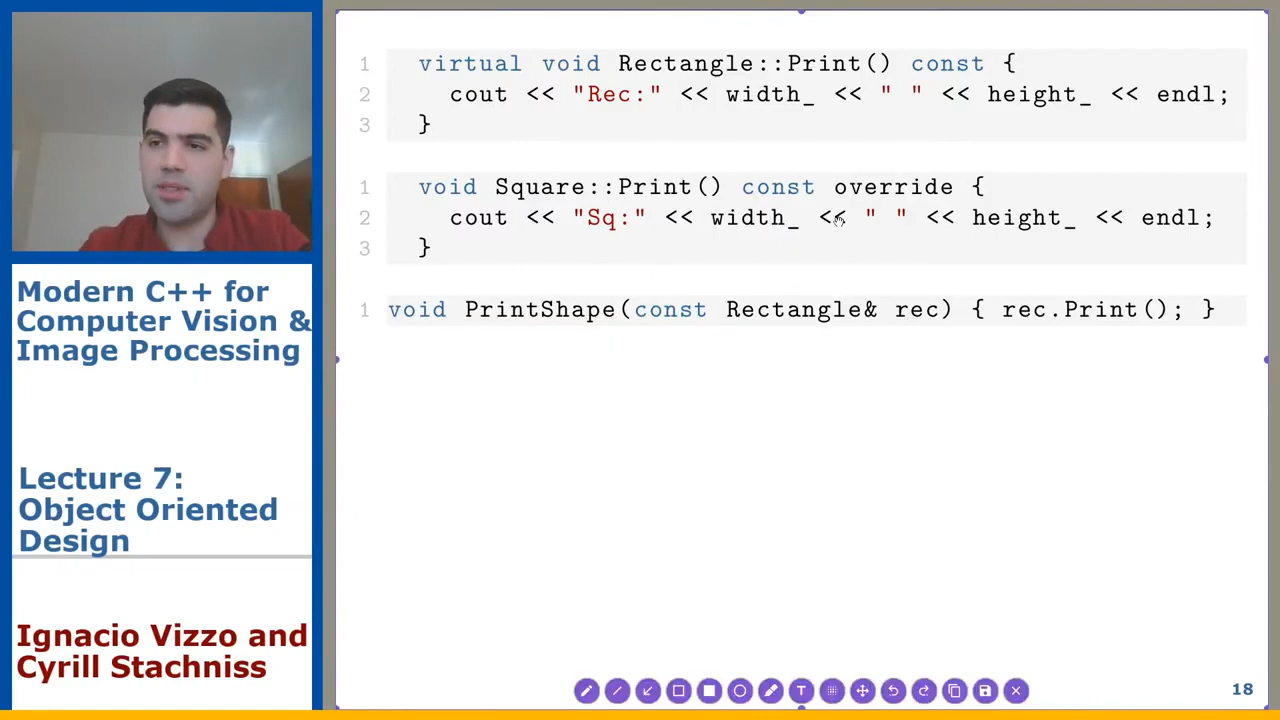 1 virtual void Rectangle::Print() const {
2 cout << "Rec:" << width_ << " " << height_ << endl;
3 }
1 void Square::Print() const override {
2 cout << "Sq:" << width_ << " " << height_ << endl;
3 }
1 void PrintShape(const Rectangle& rec) { rec.Print(); }
Modern C++ for
Computer Vision &
Image Processing
Lecture 7:
Object Oriented
Design
Ignacio Vizzo and
Cyrill Stachniss
T
18